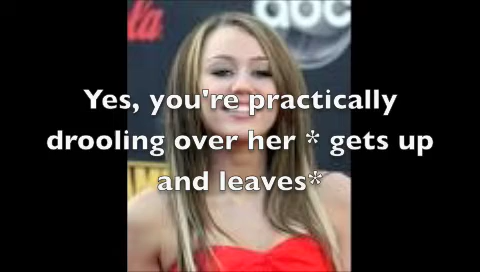 abc
Yes, you're practically
drooling over her * gets up
and leaves*